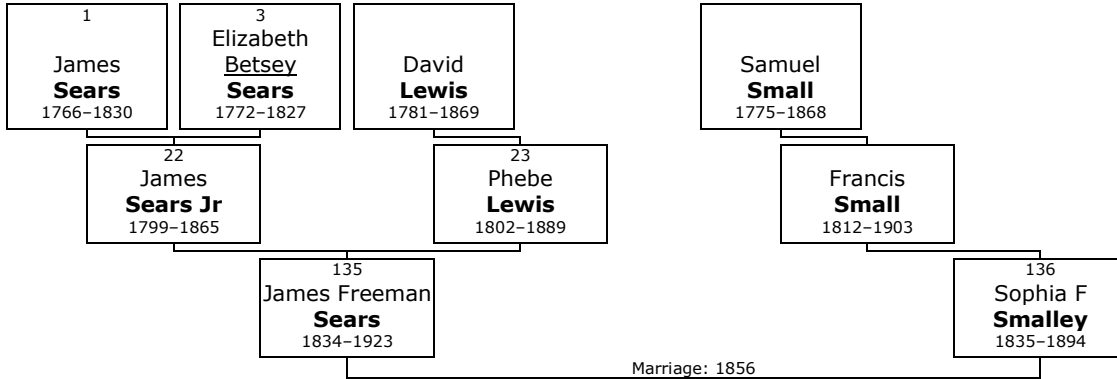 1
James
Sears
1766–1830
3
Elizabeth
Betsey
Sears
1772–1827
David
Lewis
1781–1869
Samuel
Small
1775–1868
22
James
Sears Jr
1799–1865
23
Phebe
Lewis
1802–1889
Francis
Small
1812–1903
135
James Freeman
Sears
1834–1923
136
Sophia F
Smalley
1835–1894
Marriage: 1856